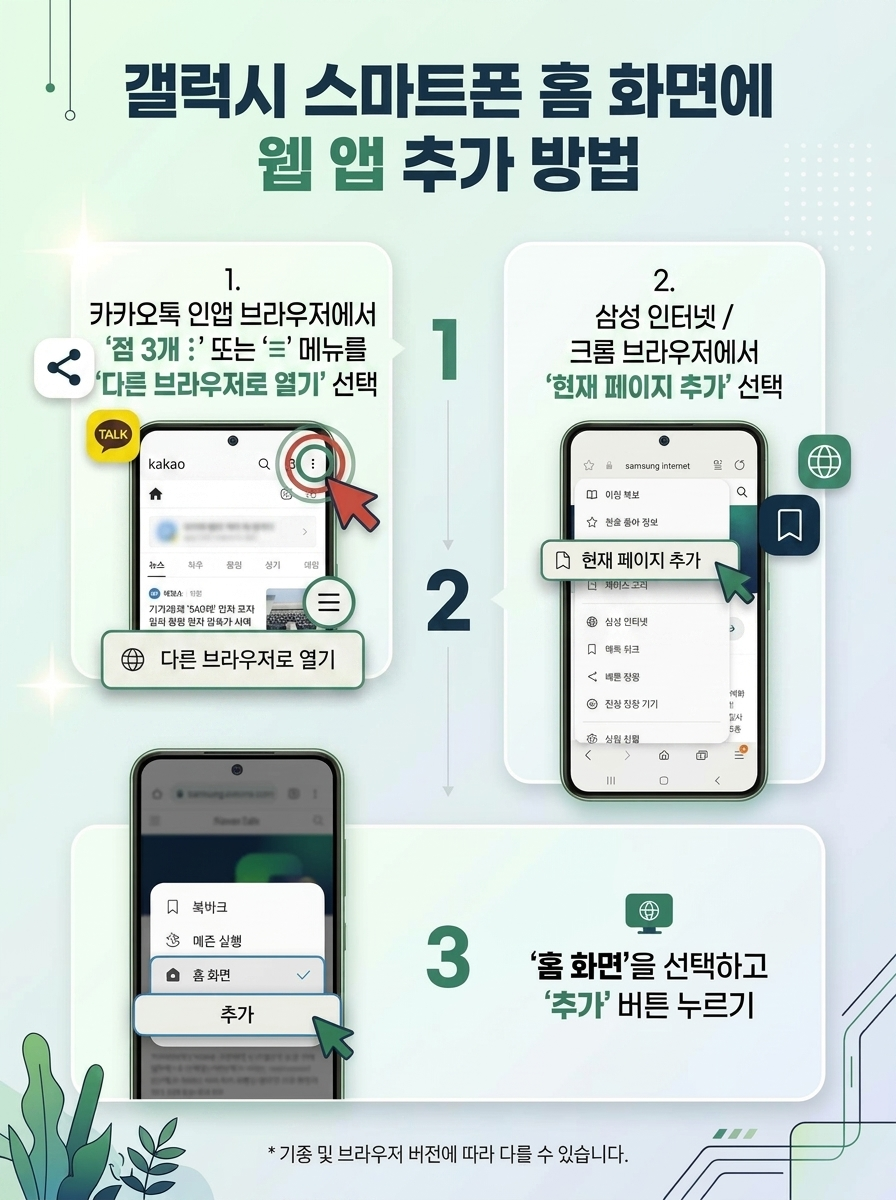 갤럭시 스마트폰 홈 화면에
웹 앱 추가 방법
1.
카카오톡 인앱 브라우저에서
‘점 3개 ⋮’ 또는 ‘≡’ 메뉴를
‘다른 브라우저로 열기’ 선택
TALK
kakao
뉴스
다른 브라우저로 열기
1
2
2.
삼성 인터넷 /
크롬 브라우저에서
‘현재 페이지 추가’ 선택
samsung internet
현재 페이지 추가
삼성 인터넷
북바크
메즌 실행
홈 화면
추가
3
‘홈 화면’을 선택하고
‘추가’ 버튼 누르기
* 기종 및 브라우저 버전에 따라 다를 수 있습니다.